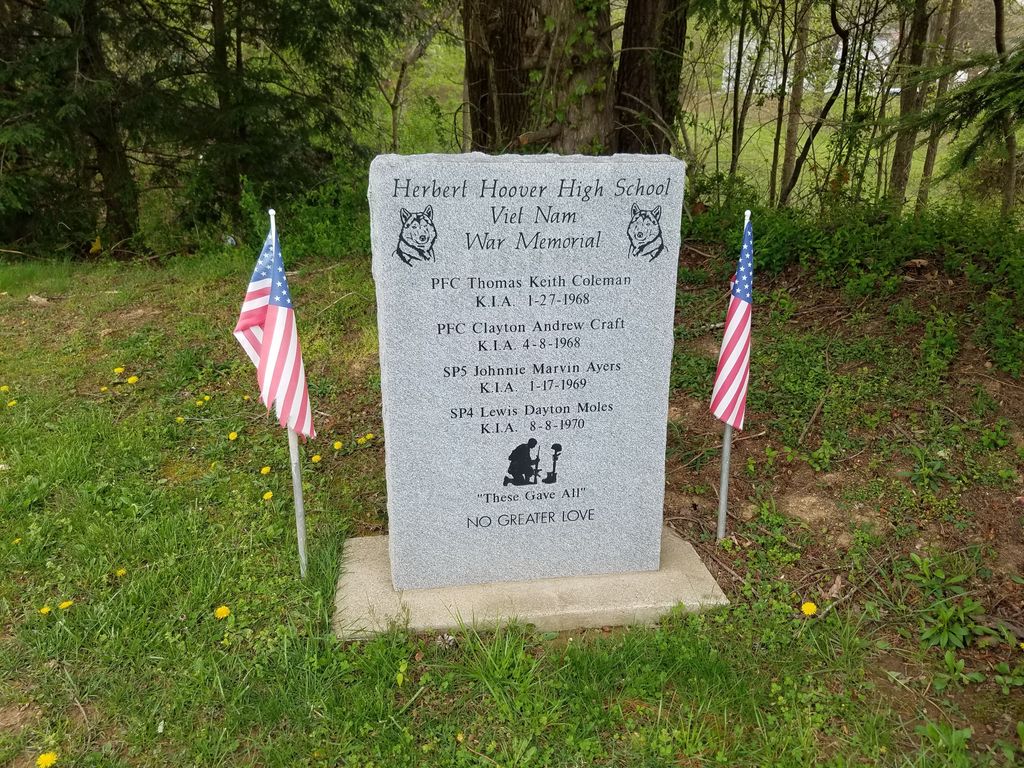 Herbert Hoover High School
Viet Nam
War Memorial
PFC Thomas Keith Coleman
K.I.A. 1-27-1968
PFC Clayton Andrew Craft
K.I.A. 4-8-1968
SP5 Johnnie Marvin Ayers
K.I.A. 1-17-1969
SP4 Lewis Dayton Moles
K.I.A. 8-8-1970
"These Gave All"
NO GREATER LOVE